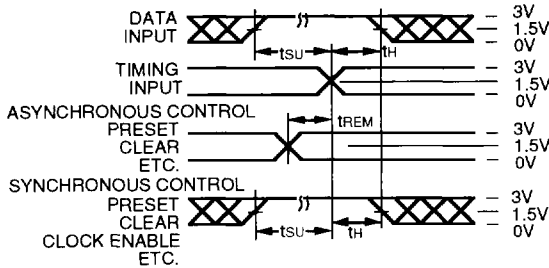 DATA
INPUT
3V
1.5V
0V
tSU
tH
TIMING
INPUT
3V
1.5V
0V
ASYNCHRONOUS CONTROL
PRESET
CLEAR
ETC.
tREM
3V
1.5V
0V
SYNCHRONOUS CONTROL
PRESET
CLEAR
CLOCK ENABLE
ETC.
tSU
tH
3V
1.5V
0V